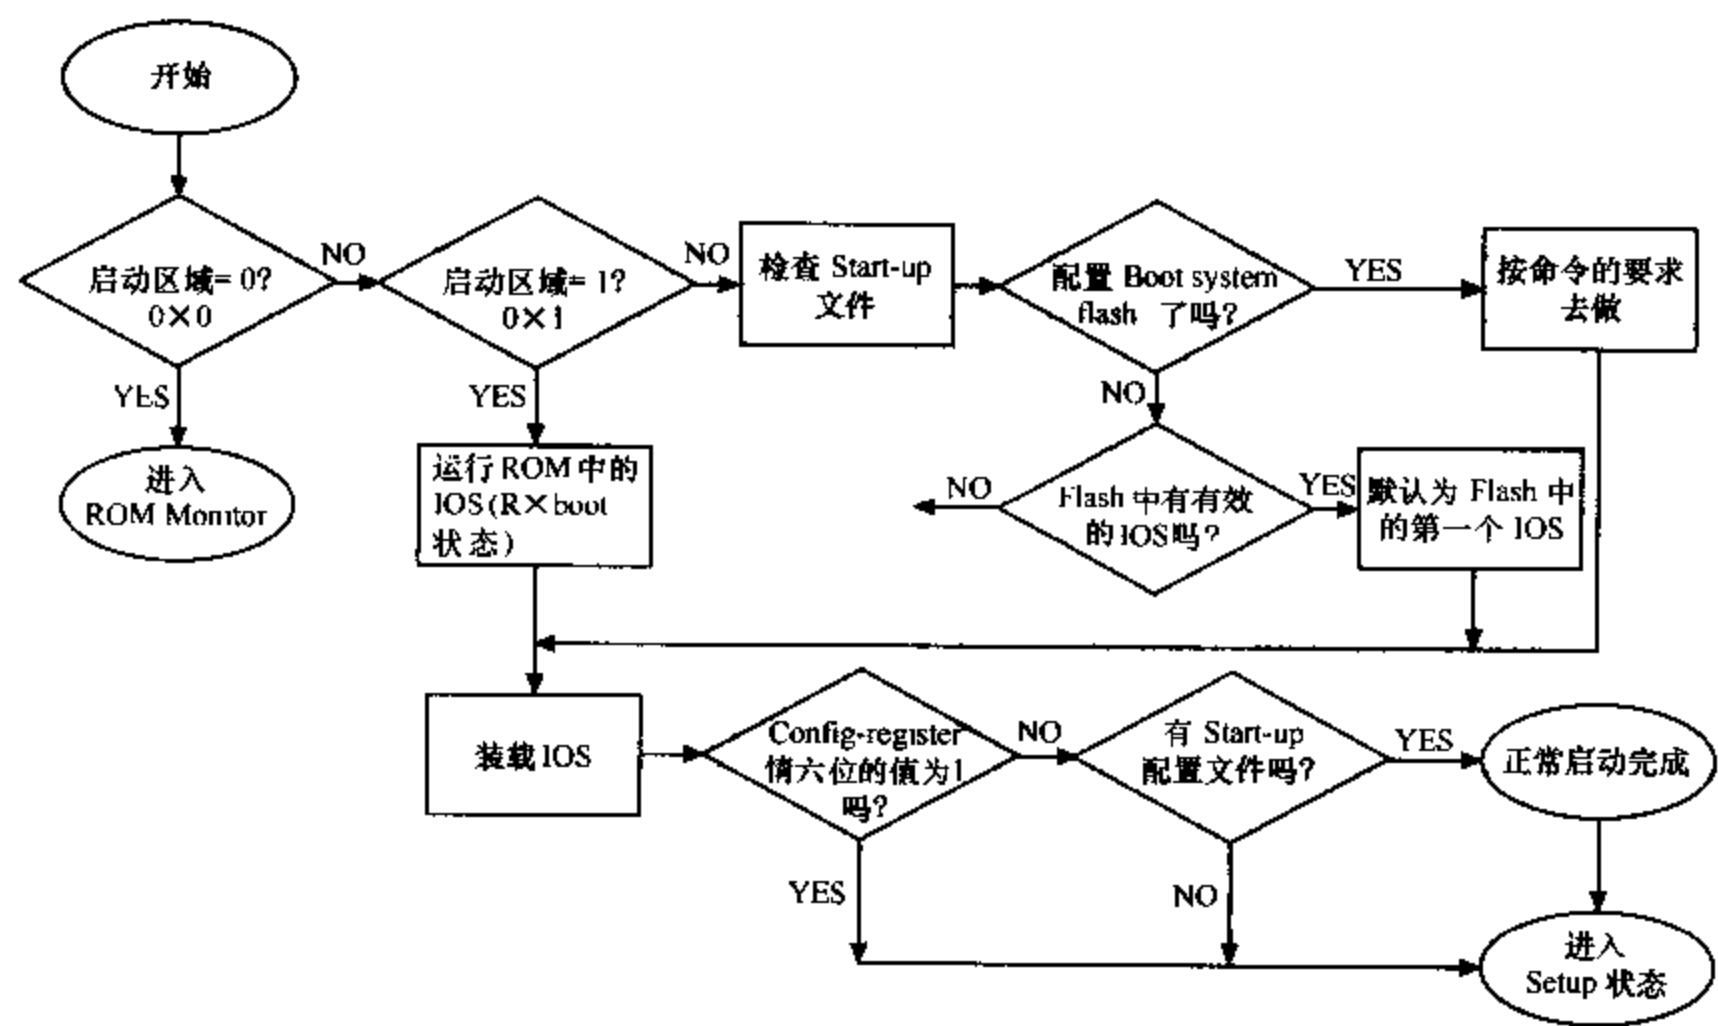 开始
启动区域= 0?
0×0
NO
启动区域= 1?
0×1
NO
检查 Start-up
文件
配置 Boot system
flash 了吗?
YES
按命令的要求
去做
YES
进入
ROM Monitor
YES
运行 ROM 中的
IOS(R×boot
状态)
NO
NO
Flash 中有有效
的 IOS吗?
YES
默认为 Flash 中
的第一个 IOS
装载 IOS
Config-register
情六位的值为1
吗?
NO
有 Start-up
配置文件吗?
YES
正常启动完成
YES
NO
进入
Setup 状态